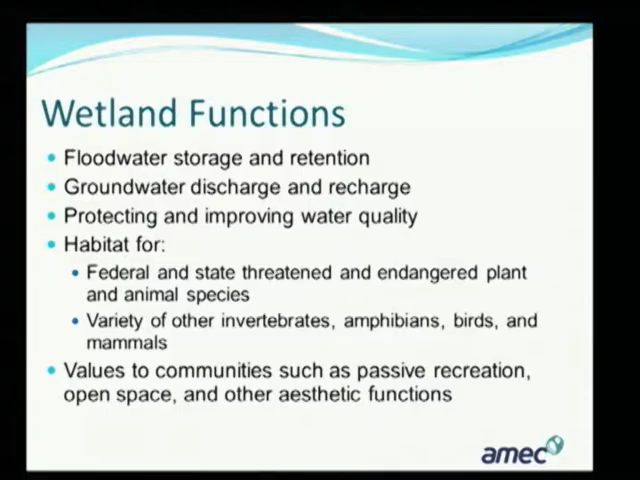 Wetland Functions
• Floodwater storage and retention
• Groundwater discharge and recharge
• Protecting and improving water quality
• Habitat for:
• Federal and state threatened and endangered plant
and animal species
• Variety of other invertebrates, amphibians, birds, and
mammals
• Values to communities such as passive recreation,
open space, and other aesthetic functions
amec